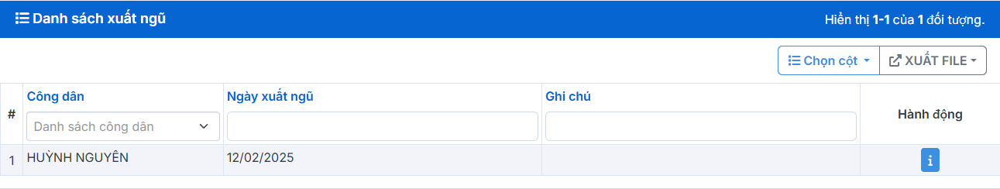 Danh sách xuất ngũ
Hiển thị 1-1 của 1 đối tượng.
Chọn cột
XUẤT FILE
# Công dân Ngày xuất ngũ Ghi chú Hành động
Danh sách công dân
1 HUỲNH NGUYÊN 12/02/2025